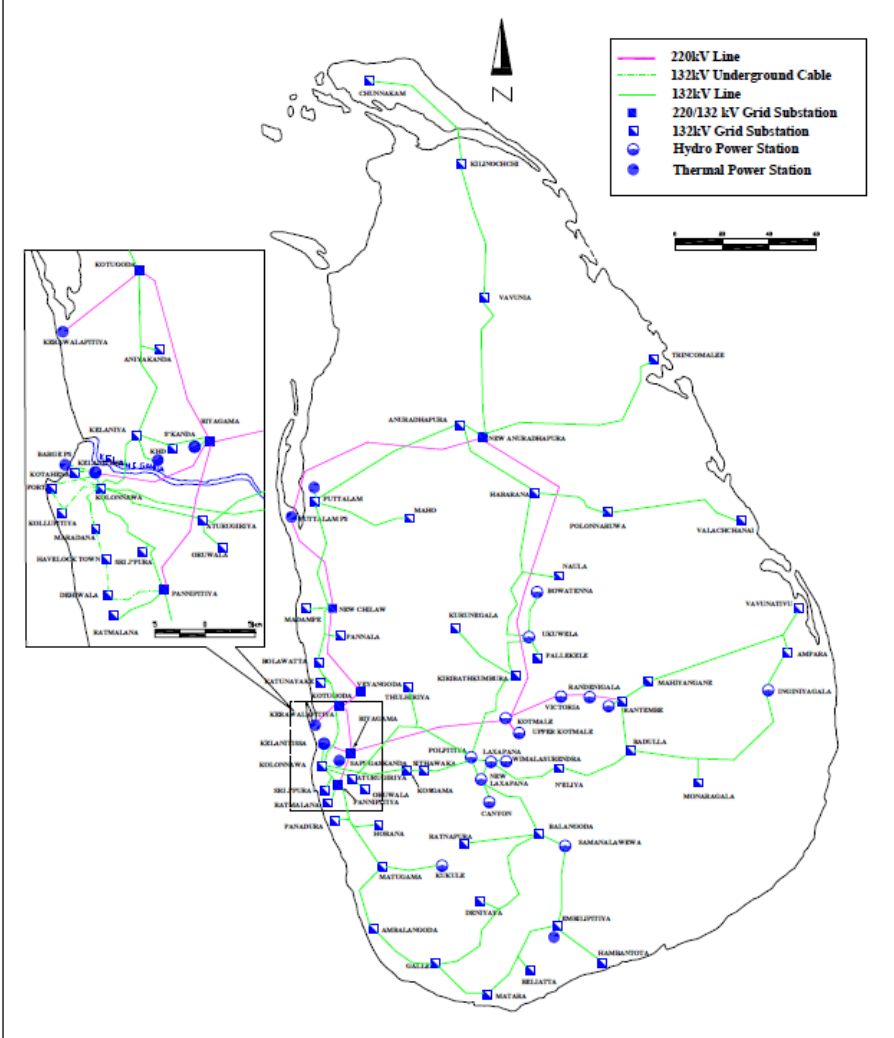 220kV Line
132kV Underground Cable
132kV Line
220/132 kV Grid Substation
132kV Grid Substation
Hydro Power Station
Thermal Power Station
N
CHUNNAKAM
KILINOCHCHI
VAVUNIA
TRINCOMALEE
ANURADHAPURA
NEW ANURADHAPURA
PUTTALAM
PUTTALAM PS
MAHO
HABARANA
POLONNARUWA
VALACHCHANAI
NAULA
BOWATENNA
UKUWELA
PALLEKELE
KURUNEGALA
KIRIBATHKUMBURA
VAVUNATIVU
AMPARA
INGINIYAGALA
MAHIYANGANE
RANDENIGALA
VICTORIA
RANTEMBE
KOTMALE
UPPER KOTMALE
BADULLA
MONARAGALA
NEW CHILAW
MADAMPE
PANNALA
BOLAWATTA
KATUNAYAKE
VEYANGODA
THULHIRIYA
KOTUGODA
KERAWALAPITIYA
BIYAGAMA
KELANITISSA
KOLONNAWA
SAPUGASKANDA
SITHAWAKA
KOSGAMA
ATURUGIRIYA
ORUWALA
SRI J'PURA
PANNIPITIYA
RATMALANA
PANADURA
HORANA
POLPITIYA
LAXAPANA
WIMALASURENDRA
NEW
LAXAPANA
N'ELIYA
CANYON
RATNAPURA
BALANGODA
SAMANALAWEWA
MATUGAMA
KUKULE
DENIYAYA
EMBILIPITIYA
AMBALANGODA
HAMBANTOTA
GALLE
BELIATTA
MATARA
KOTUGODA
KERAWALAPITIYA
ANIYAKANDA
KELANIYA
S'KANDA
BIYAGAMA
KHD
BARGE PS
PORT
KOLONNAWA
KOLLUPITIYA
MARADANA
ATURUGIRIYA
HAVELOCK TOWN
SRI J'PURA
ORUWALA
DEHIWALA
PANNIPITIYA
RATMALANA